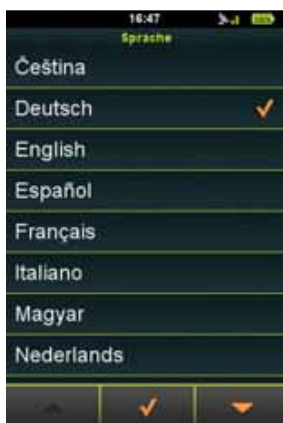 16:47
Sprache
Čeština
Deutsch
English
Español
Français
Italiano
Magyar
Nederlands